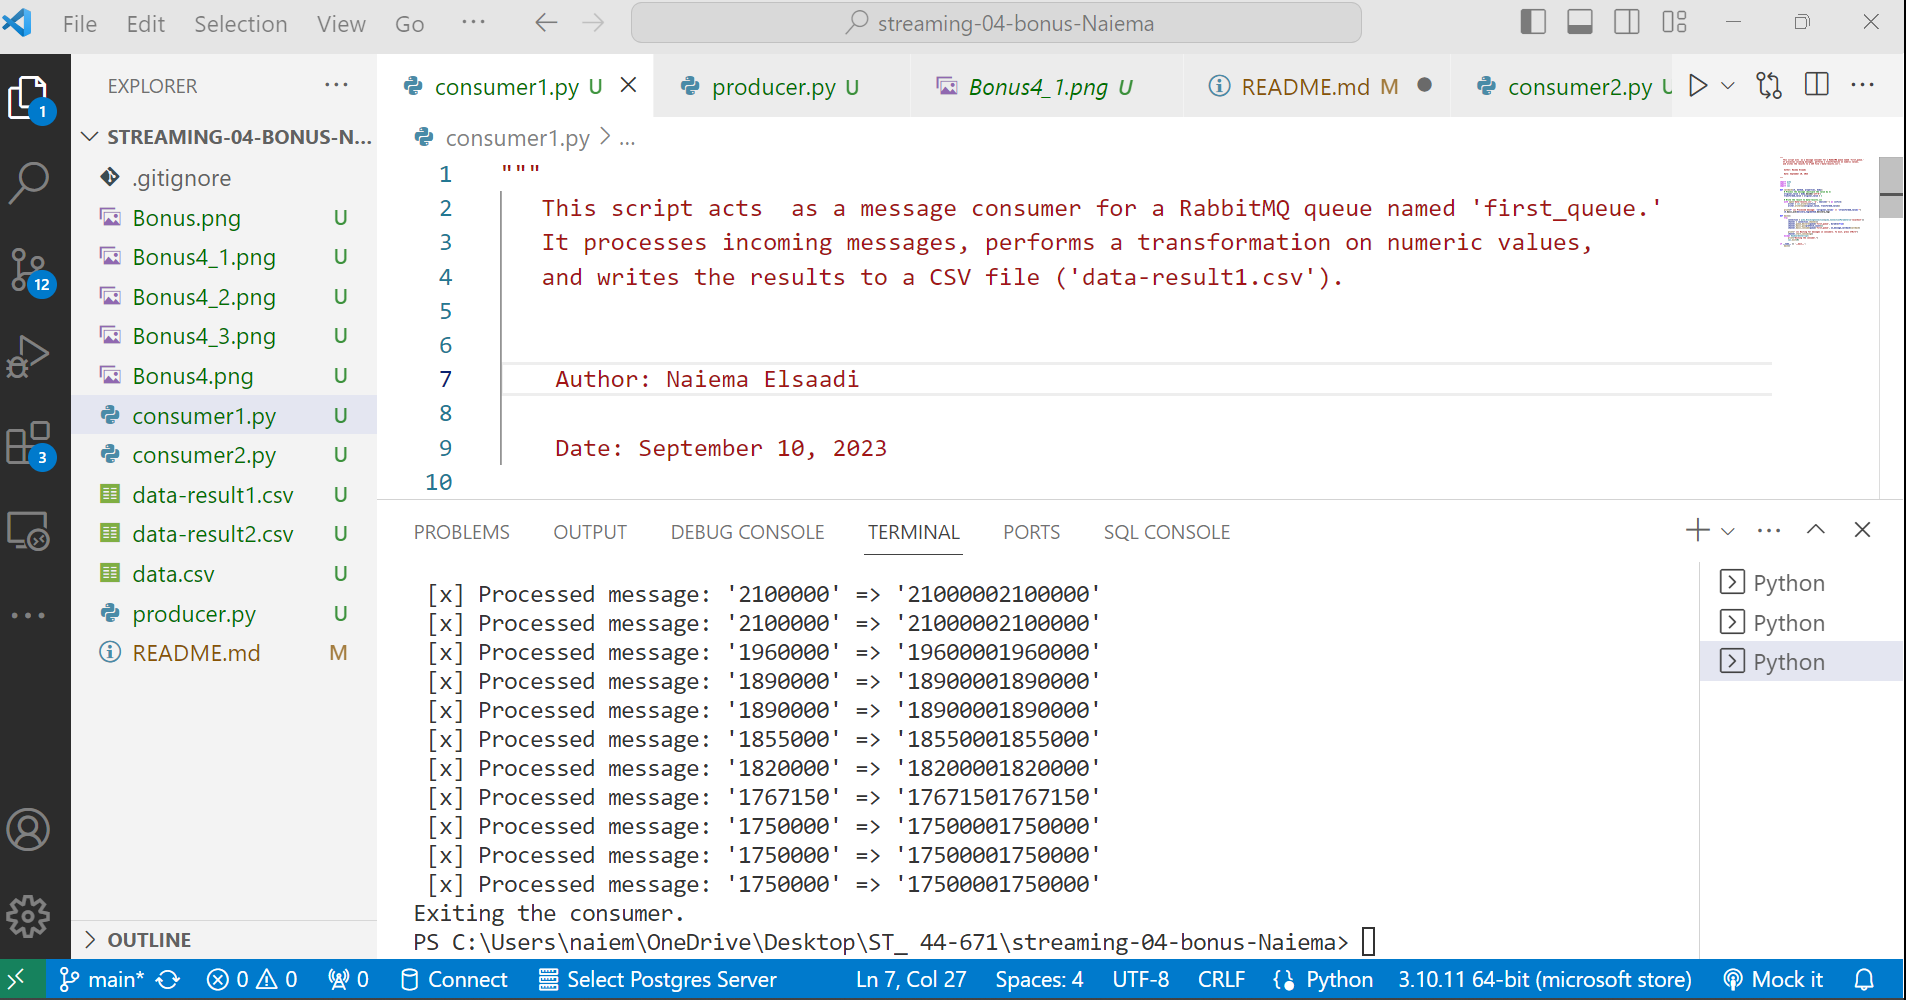 File Edit Selection View Go ··· streaming-04-bonus-Naiema
EXPLORER ···
STREAMING-04-BONUS-N...
.gitignore
Bonus.png U
Bonus4_1.png U
Bonus4_2.png U
Bonus4_3.png U
Bonus4.png U
consumer1.py U
consumer2.py U
data-result1.csv U
data-result2.csv U
data.csv U
producer.py U
README.md M
OUTLINE
1
12
3
consumer1.py U producer.py U Bonus4_1.png U README.md M consumer2.py U
consumer1.py > ...
1 """
2 This script acts  as a message consumer for a RabbitMQ queue named 'first_queue.'
3 It processes incoming messages, performs a transformation on numeric values,
4 and writes the results to a CSV file ('data-result1.csv').
5
6
7 Author: Naiema Elsaadi
8
9 Date: September 10, 2023
10
PROBLEMS OUTPUT DEBUG CONSOLE TERMINAL PORTS SQL CONSOLE
[x] Processed message: '2100000' => '21000002100000'
[x] Processed message: '2100000' => '21000002100000'
[x] Processed message: '1960000' => '19600001960000'
[x] Processed message: '1890000' => '18900001890000'
[x] Processed message: '1890000' => '18900001890000'
[x] Processed message: '1855000' => '18550001855000'
[x] Processed message: '1820000' => '18200001820000'
[x] Processed message: '1767150' => '17671501767150'
[x] Processed message: '1750000' => '17500001750000'
[x] Processed message: '1750000' => '17500001750000'
[x] Processed message: '1750000' => '17500001750000'
Exiting the consumer.
PS C:\Users\naiem\OneDrive\Desktop\ST_ 44-671\streaming-04-bonus-Naiema>
Python
Python
Python
main* 0 0 0 Connect Select Postgres Server Ln 7, Col 27 Spaces: 4 UTF-8 CRLF Python 3.10.11 64-bit (microsoft store) Mock it